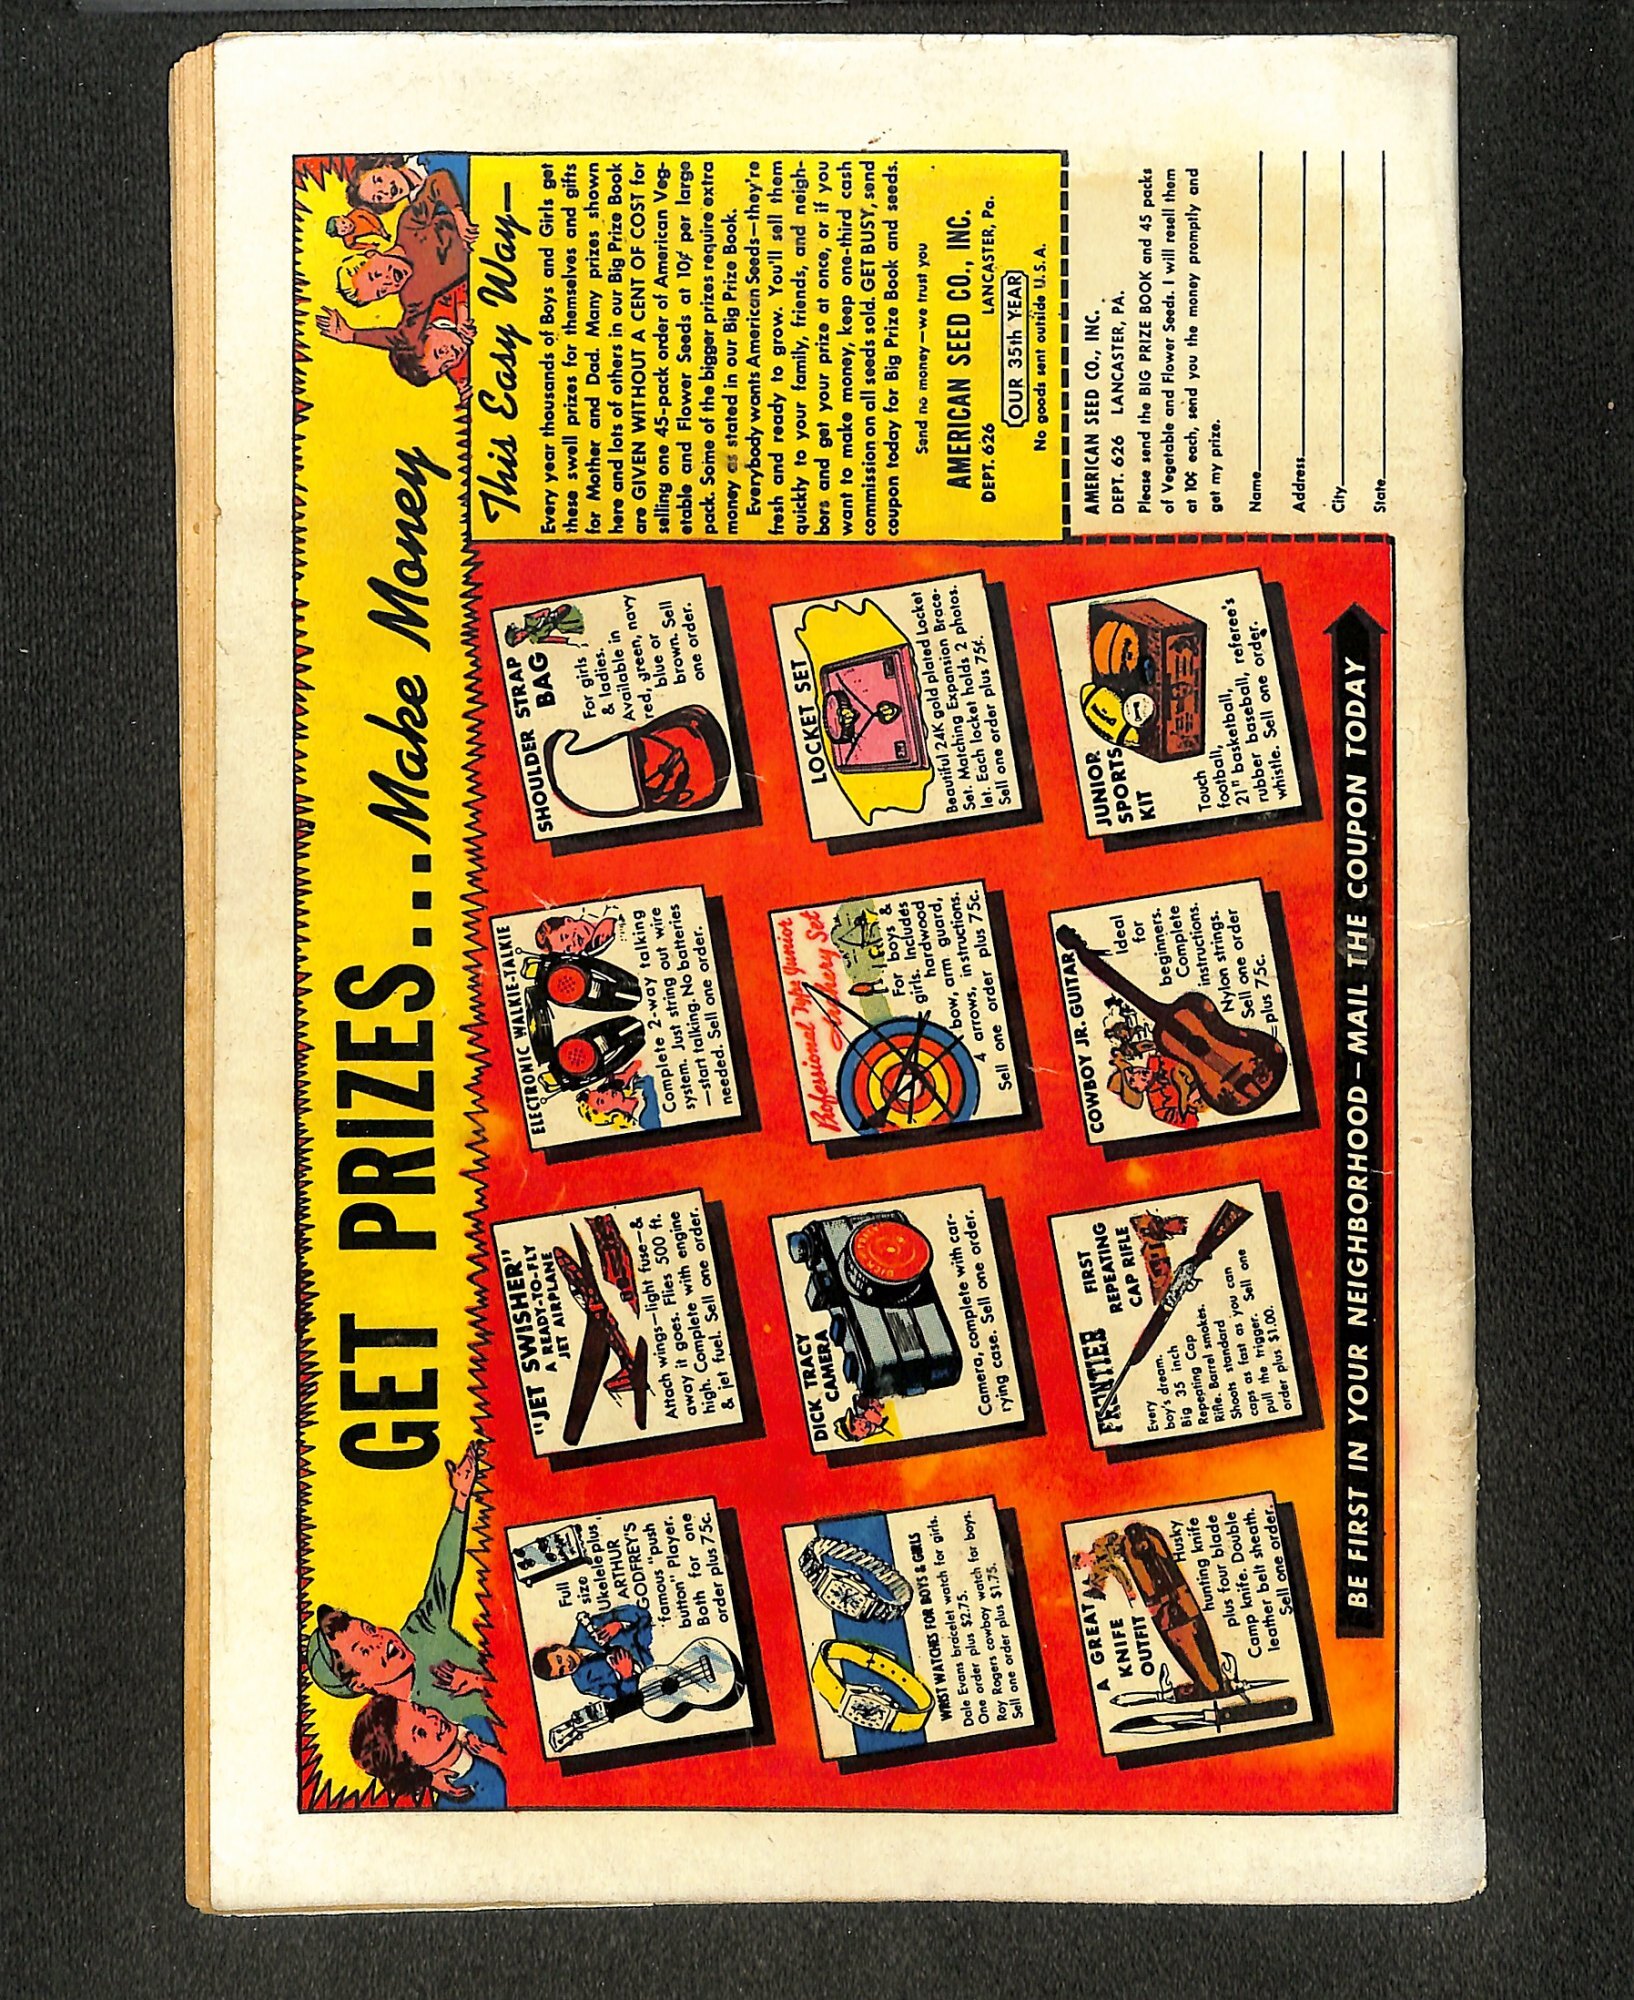 GET PRIZES...Make Money
Full
size
Ukelele plus
ARTHUR
GODFREY'S
famous "push
button" Player.
Both for one
order plus 75c.
"JET SWISHER"
A READY-TO-FLY
JET AIRPLANE
Attach wings—light fuse—&
away it goes. Flies 500 ft.
high. Complete with engine
& jet fuel. Sell one order.
ELECTRONIC WALKIE-TALKIE
Complete 2-way talking
system. Just string out wire
—start talking. No batteries
needed. Sell one order.
SHOULDER STRAP
BAG
For girls
& ladies.
Available in
red, green, navy
blue or
brown. Sell
one order.
WRIST WATCHES FOR BOYS & GIRLS
Dale Evans bracelet watch for girls.
One order plus $2.75.
Roy Rogers cowboy watch for boys.
Sell one order plus $1.75.
DICK TRACY
CAMERA
Camera, complete with car-
rying case. Sell one order.
Professional Type Junior
Archery Set
For boys &
girls. Includes
hardwood
bow, arm guard,
4 arrows, instructions.
Sell one order plus 75c.
LOCKET SET
Beautiful 24K gold plated Locket
Set. Matching Expansion Brace-
let. Each locket holds 2 photos.
Sell one order plus 75¢.
A GREAT
KNIFE
OUTFIT
Husky
hunting knife
plus four blade
Camp knife. Double
leather belt sheath.
Sell one order.
FRONTIER
FIRST
REPEATING
CAP RIFLE
Every
boy's dream.
Big 35 inch
Repeating Cap
Rifle. Barrel smokes.
Shoots standard
caps as fast as you can
pull the trigger. Sell one
order plus $1.00.
COWBOY JR. GUITAR
Ideal
for
beginners.
Complete
instructions.
Nylon strings.
Sell one order
plus 75c.
JUNIOR
SPORTS
KIT
Touch
football,
21" basketball,
rubber baseball, referee's
whistle. Sell one order.
BE FIRST IN YOUR NEIGHBORHOOD—MAIL THE COUPON TODAY
This Easy Way—
Every year thousands of Boys and Girls get
these swell prizes for themselves and gifts
for Mother and Dad. Many prizes shown
here and lots of others in our Big Prize Book
are GIVEN WITHOUT A CENT OF COST for
selling one 45-pack order of American Veg-
etable and Flower Seeds at 10¢ per large
pack. Some of the bigger prizes require extra
money as stated in our Big Prize Book.
Everybody wants American Seeds—they're
fresh and ready to grow. You'll sell them
quickly to your family, friends, and neigh-
bors and get your prize at once, or if you
want to make money, keep one-third cash
commission on all seeds sold. GET BUSY, send
coupon today for Big Prize Book and seeds.
Send no money—we trust you
AMERICAN SEED CO., INC.
DEPT. 626 LANCASTER, Pa.
OUR 35th YEAR
No goods sent outside U.S.A.
AMERICAN SEED CO., INC.
DEPT. 626 LANCASTER, PA.
Please send the BIG PRIZE BOOK and 45 packs
of Vegetable and Flower Seeds. I will resell them
at 10¢ each, send you the money promptly and
get my prize.
Name
Address
City
State